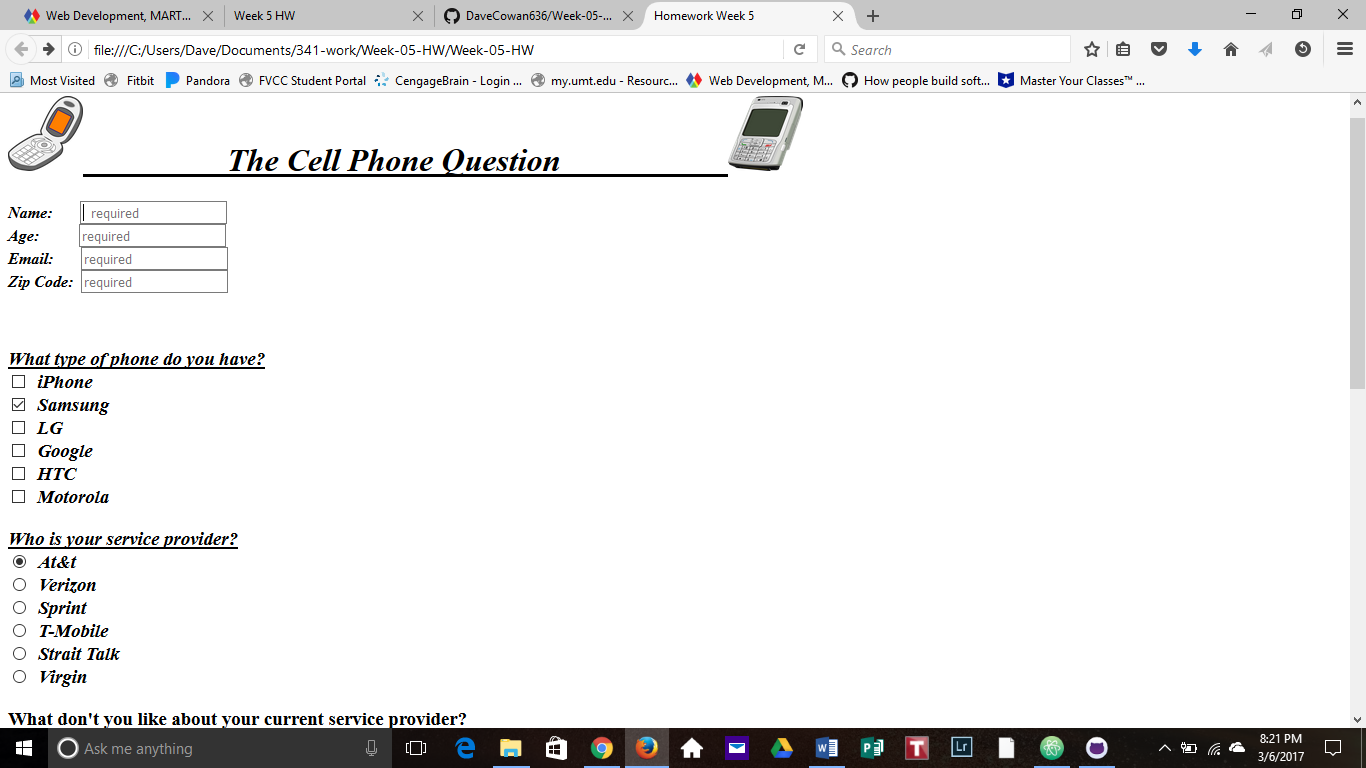 Web Development, MART... Week 5 HW DaveCowan636/Week-05-... Homework Week 5
file:///C:/Users/Dave/Documents/341-work/Week-05-HW/Week-05-HW Search
Most Visited Fitbit Pandora FVCC Student Portal CengageBrain - Login ... my.umt.edu - Resourc... Web Development, M... How people build soft... Master Your Classes™ ...
The Cell Phone Question
Name: required
Age: required
Email: required
Zip Code: required
What type of phone do you have?
iPhone
Samsung
LG
Google
HTC
Motorola
Who is your service provider?
At&t
Verizon
Sprint
T-Mobile
Strait Talk
Virgin
What don't you like about your current service provider?
Ask me anything Lr T 8:21 PM
3/6/2017